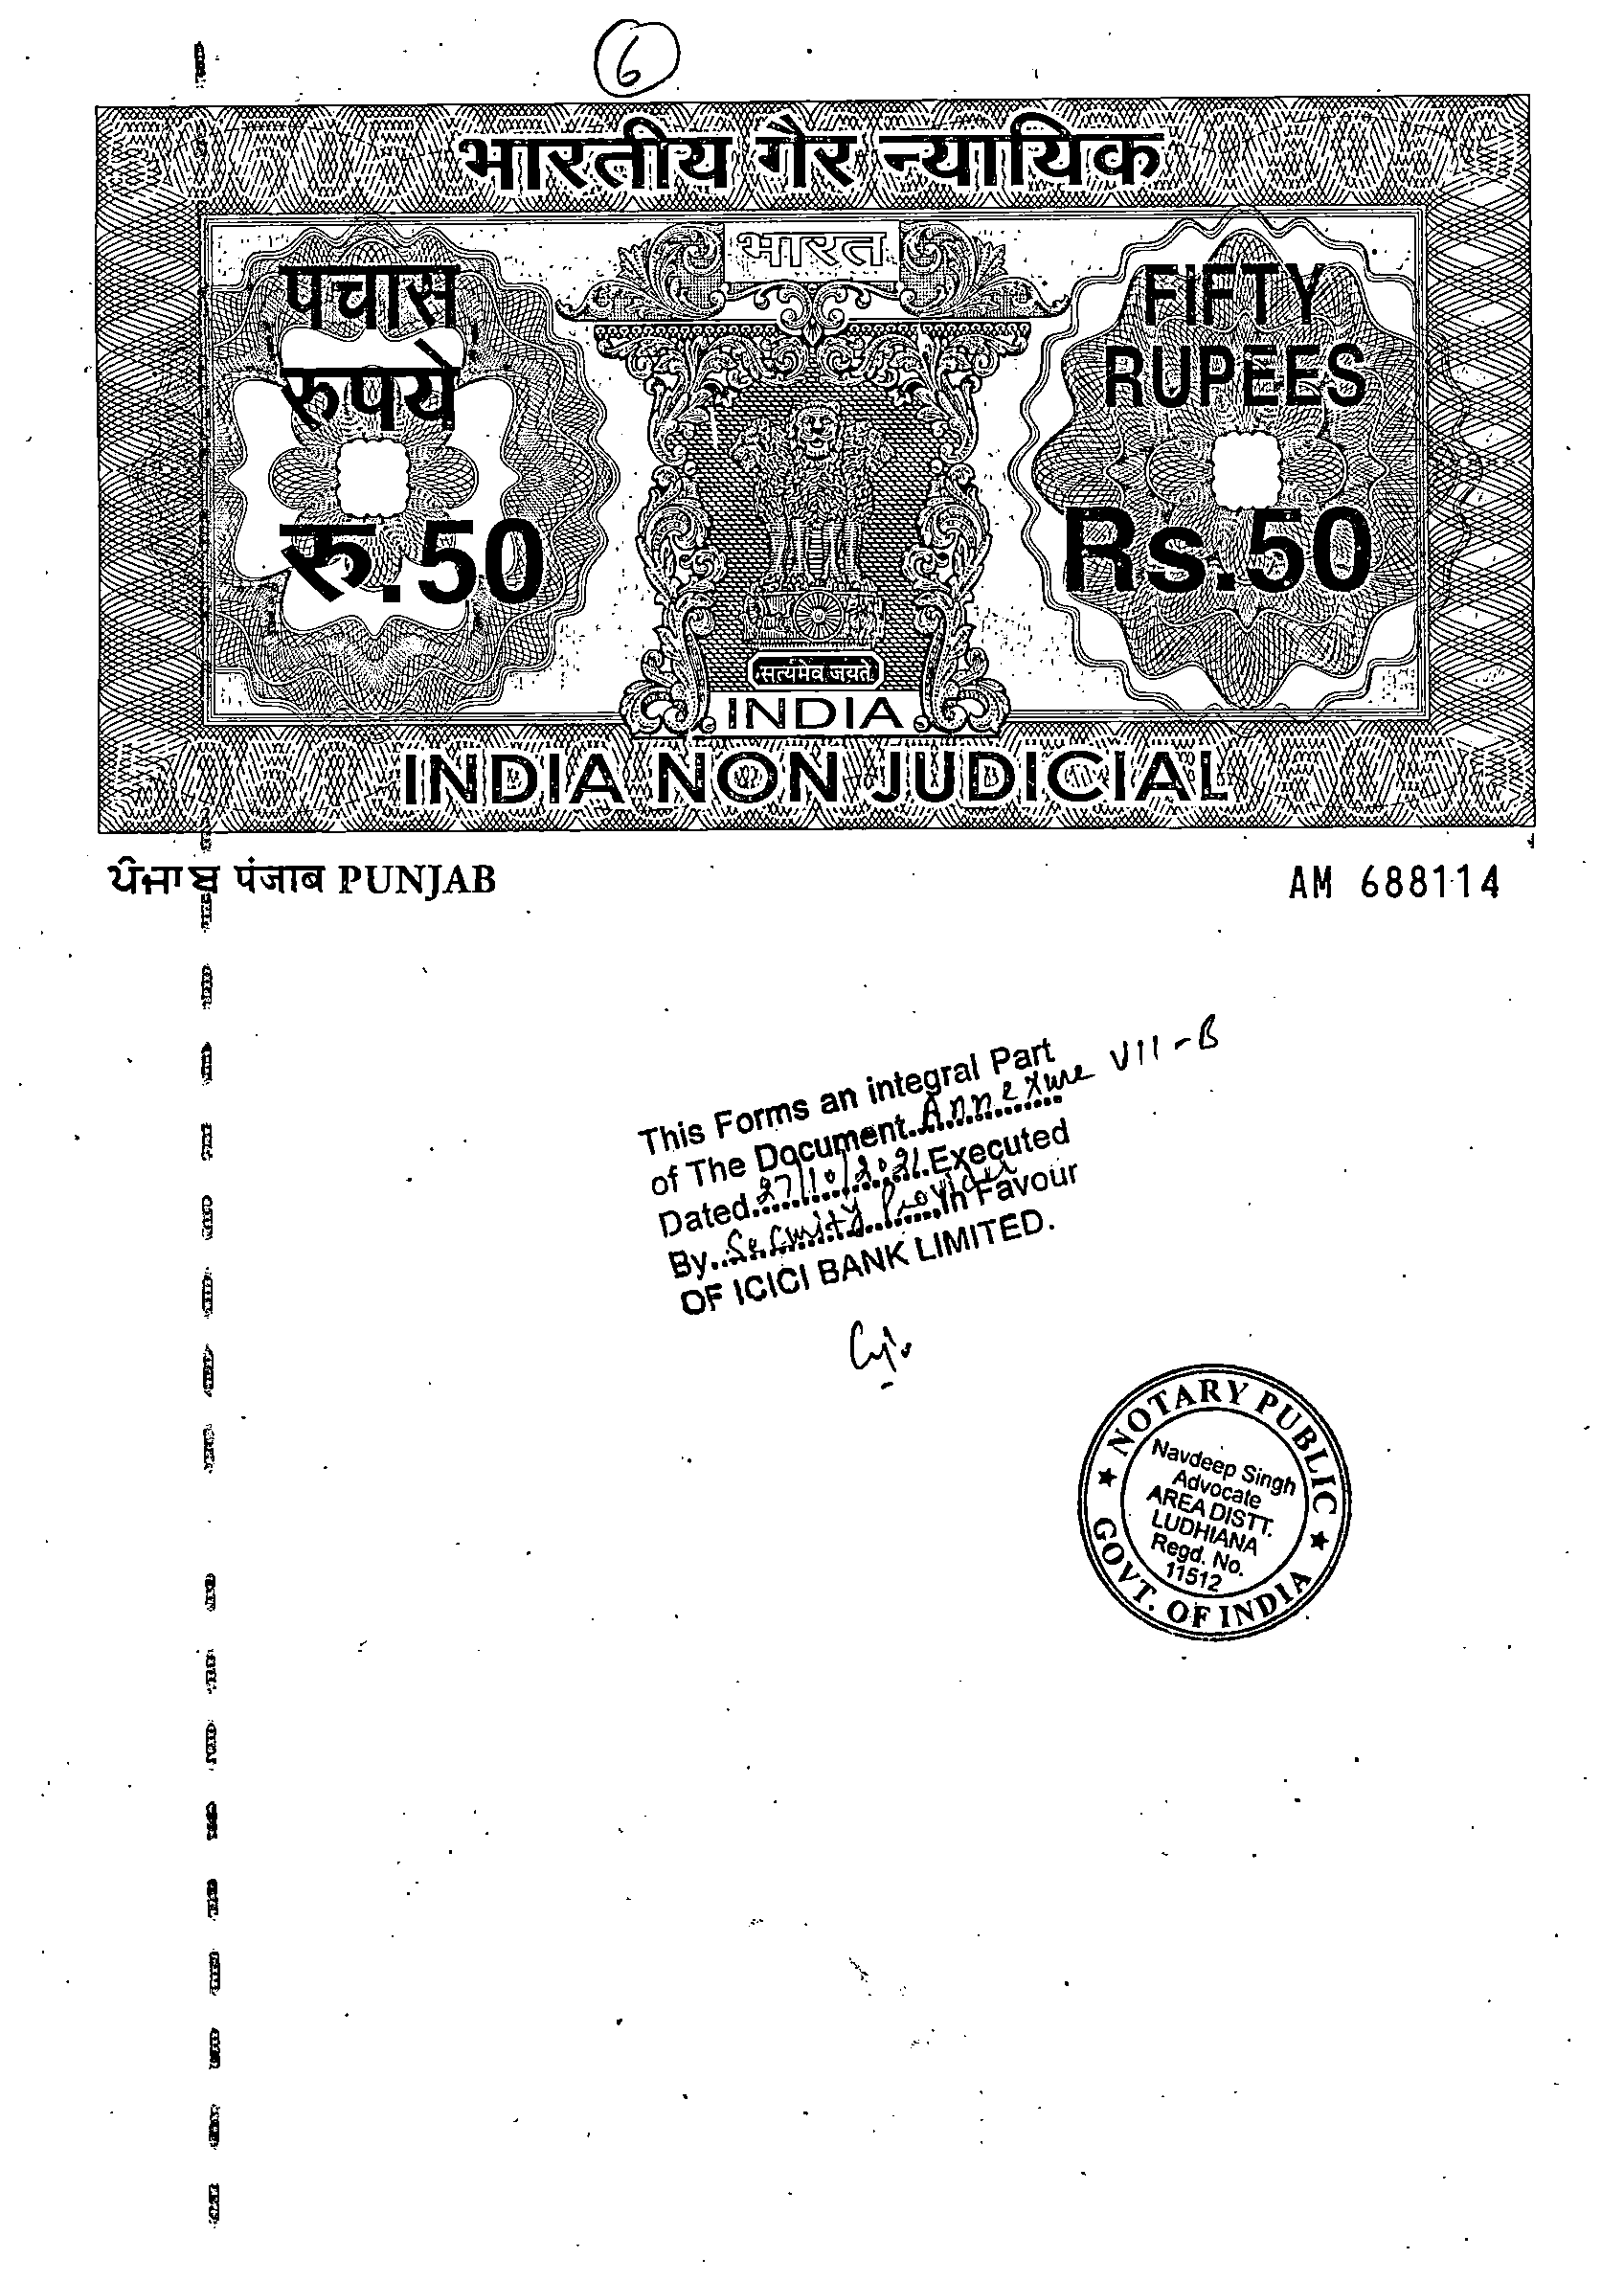 6
भारतीय गैर न्यायिक
भारत
पचास
रुपये
रु.50
FIFTY
RUPEES
Rs.50
सत्यमेव जयते
INDIA
INDIA NON JUDICIAL
ਪੰਜਾਬ पंजाब PUNJAB
AM 688114
This Forms an integral Part
of The Document Annexure VII-B
Dated 27/10/2021 Executed
By Security Provider In Favour
OF ICICI BANK LIMITED.
NOTARY PUBLIC
Navdeep Singh
Advocate
AREA DISTT.
LUDHIANA
Regd. No.
11512
GOVT. OF INDIA